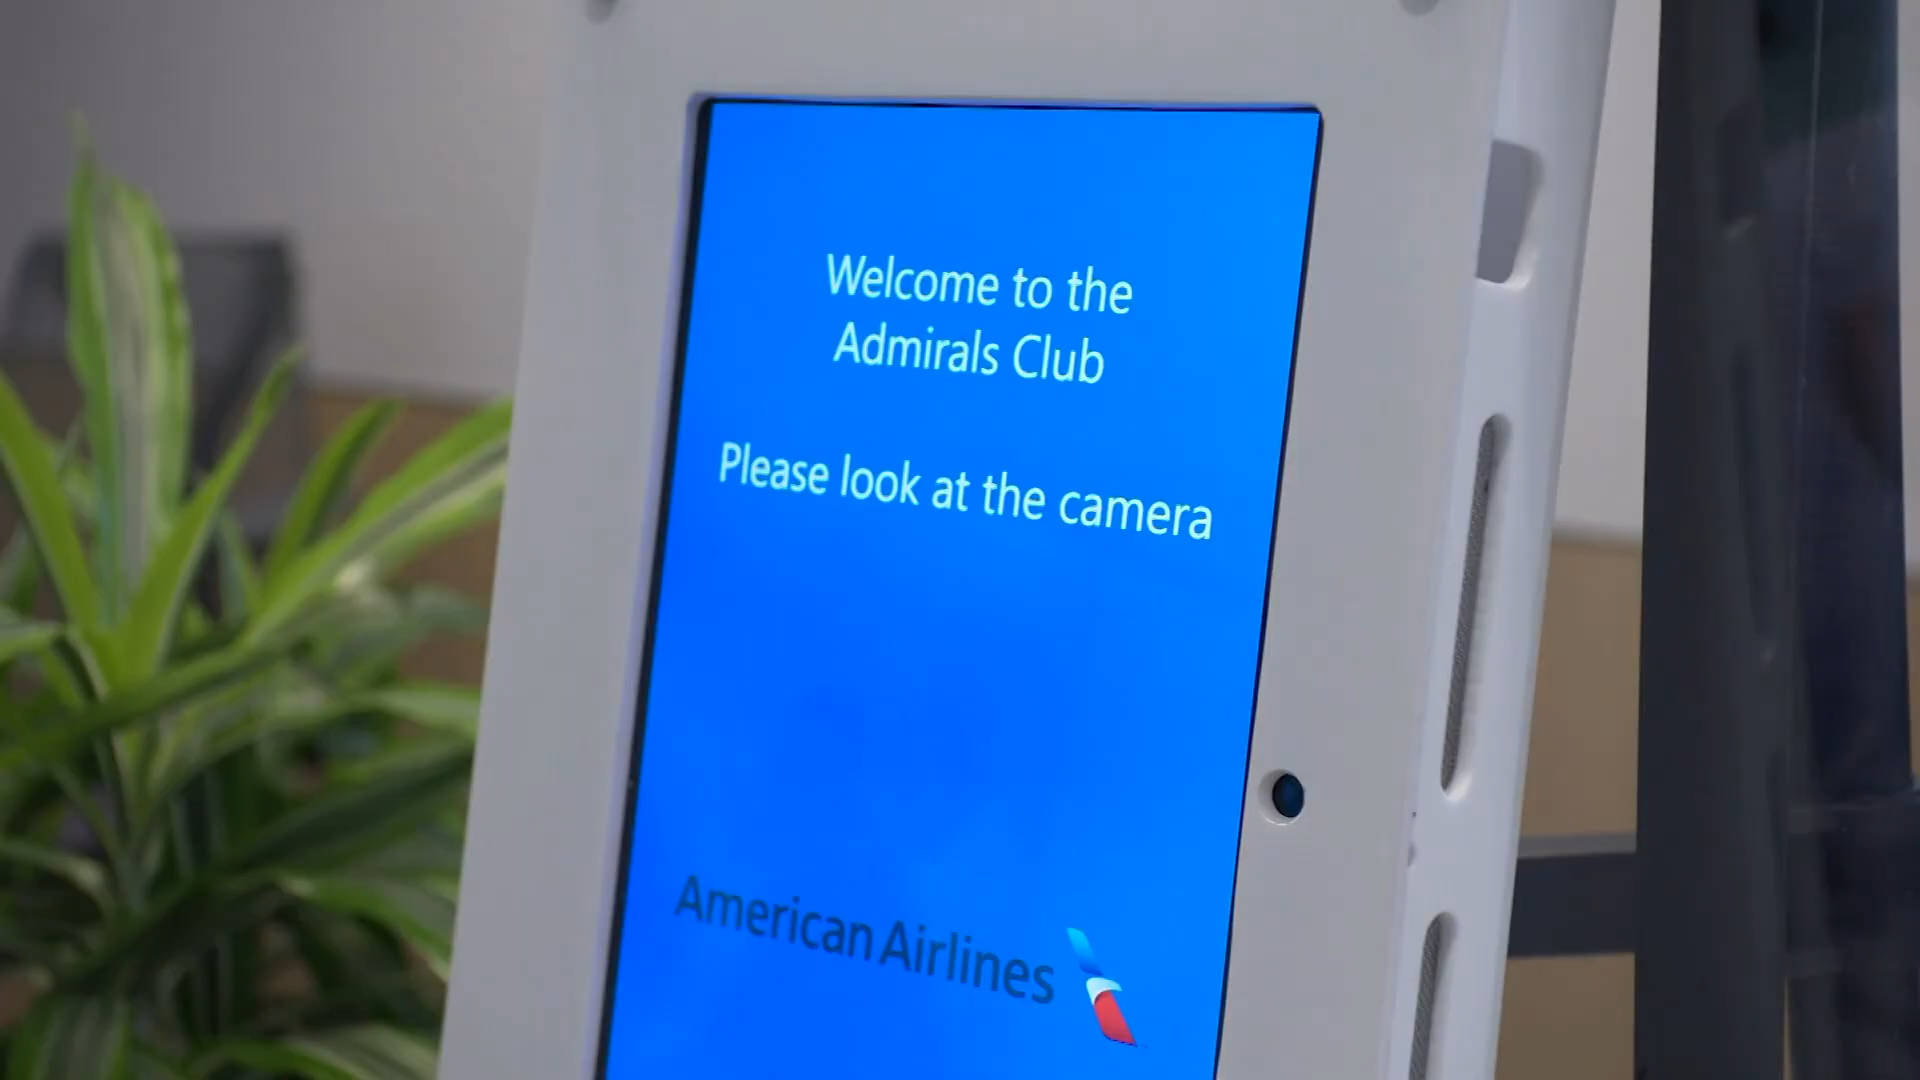 Welcome to the
Admirals Club
Please look at the camera
American Airlines